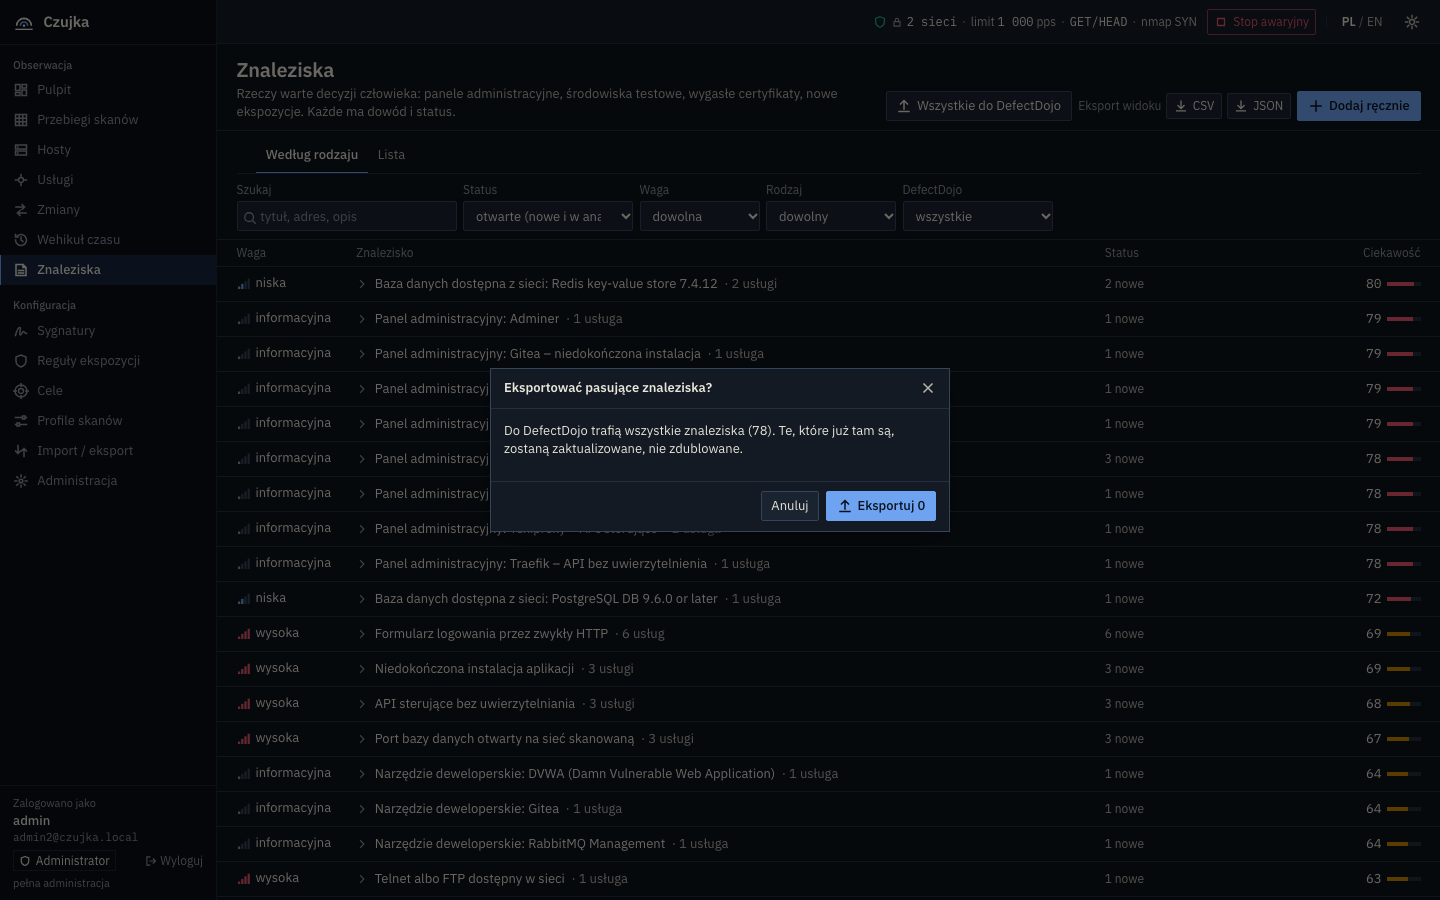 Czujka
2 sieci · limit 1 000 pps · GET/HEAD · nmap SYN
Stop awaryjny
PL / EN
Obserwacja
Pulpit
Przebiegi skanów
Hosty
Usługi
Zmiany
Wehikuł czasu
Znaleziska
Konfiguracja
Sygnatury
Reguły ekspozycji
Cele
Profile skanów
Import / eksport
Administracja
Zalogowano jako
admin
admin2@czujka.local
Administrator
Wyloguj
pełna administracja
Znaleziska
Rzeczy warte decyzji człowieka: panele administracyjne, środowiska testowe, wygasłe certyfikaty, nowe
ekspozycje. Każde ma dowód i status.
Wszystkie do DefectDojo
Eksport widoku
CSV
JSON
Dodaj ręcznie
Według rodzaju
Lista
Szukaj Status Waga Rodzaj DefectDojo
tytuł, adres, opis
otwarte (nowe i w ana
dowolna
dowolny
wszystkie
Waga Znalezisko Status Ciekawość
niska Baza danych dostępna z sieci: Redis key-value store 7.4.12 · 2 usługi 2 nowe 80
informacyjna Panel administracyjny: Adminer · 1 usługa 1 nowe 79
informacyjna Panel administracyjny: Gitea – niedokończona instalacja · 1 usługa 1 nowe 79
informacyjna Panel administracyj 1 nowe 79
informacyjna Panel administracyj 1 nowe 79
informacyjna Panel administracyj 3 nowe 78
informacyjna Panel administracyj 1 nowe 78
informacyjna Panel administracyj 1 nowe 78
informacyjna Panel administracyjny: Traefik – API bez uwierzytelnienia · 1 usługa 1 nowe 78
niska Baza danych dostępna z sieci: PostgreSQL DB 9.6.0 or later · 1 usługa 1 nowe 72
wysoka Formularz logowania przez zwykły HTTP · 6 usług 6 nowe 69
wysoka Niedokończona instalacja aplikacji · 3 usługi 3 nowe 69
wysoka API sterujące bez uwierzytelniania · 3 usługi 3 nowe 68
wysoka Port bazy danych otwarty na sieć skanowaną · 3 usługi 3 nowe 67
informacyjna Narzędzie deweloperskie: DVWA (Damn Vulnerable Web Application) · 1 usługa 1 nowe 64
informacyjna Narzędzie deweloperskie: Gitea · 1 usługa 1 nowe 64
informacyjna Narzędzie deweloperskie: RabbitMQ Management · 1 usługa 1 nowe 64
wysoka Telnet albo FTP dostępny w sieci · 1 usługa 1 nowe 63
Eksportować pasujące znaleziska?
Do DefectDojo trafią wszystkie znaleziska (78). Te, które już tam są,
zostaną zaktualizowane, nie zdublowane.
Anuluj
Eksportuj 0